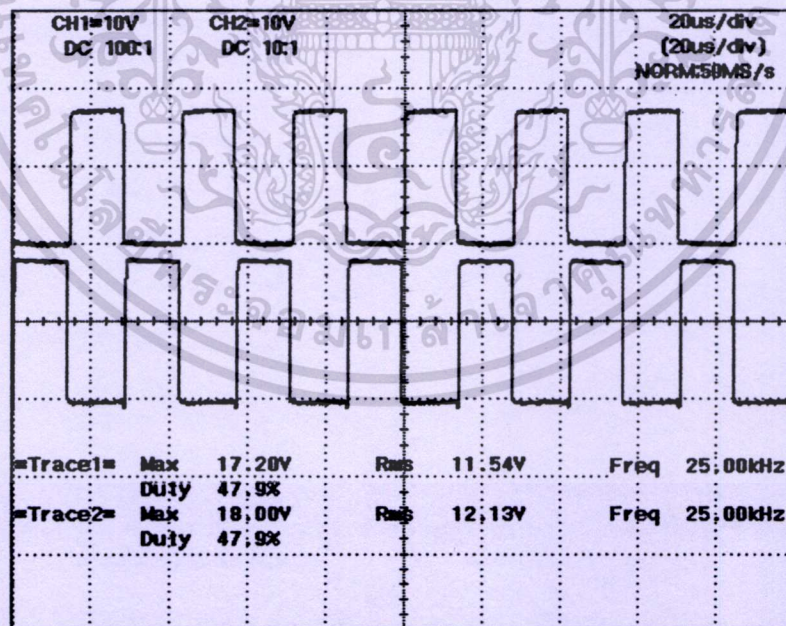 CH1=10V CH2=10V 20us/div
DC 100:1 DC 10:1 (20us/div)
NORM:50MS/s
=Trace1= Max 17.20V Rms 11.54V Freq 25.00kHz
Duty 47.9%
=Trace2= Max 18.00V Rms 12.13V Freq 25.00kHz
Duty 47.9%